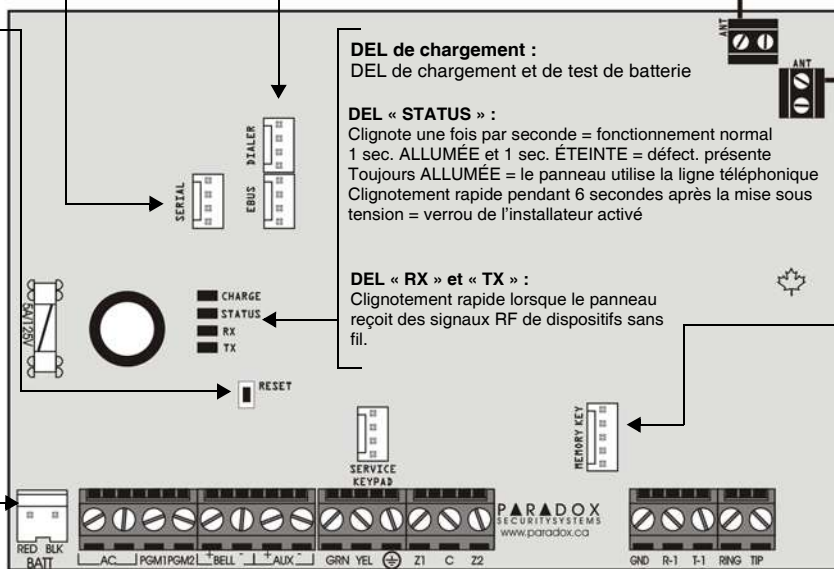 ANT
ANT
DEL de chargement :
DEL de chargement et de test de batterie
DEL « STATUS » :
Clignote une fois par seconde = fonctionnement normal
1 sec. ALLUMÉE et 1 sec. ÉTEINTE = défect. présente
Toujours ALLUMÉE = le panneau utilise la ligne téléphonique
Clignotement rapide pendant 6 secondes après la mise sous
tension = verrou de l'installateur activé
DEL « RX » et « TX » :
Clignotement rapide lorsque le panneau
reçoit des signaux RF de dispositifs sans
fil.
DIALER
SERIAL
EBUS
5A/125V
CHARGE
STATUS
RX
TX
RESET
SERVICE
KEYPAD
MEMORY KEY
PARADOX
SECURITYSYSTEMS
www.paradox.ca
RED BLK
BATT
AC PGM1 PGM2 + BELL - + AUX - GRN YEL Z1 C Z2
GND R-1 T-1 RING TIP